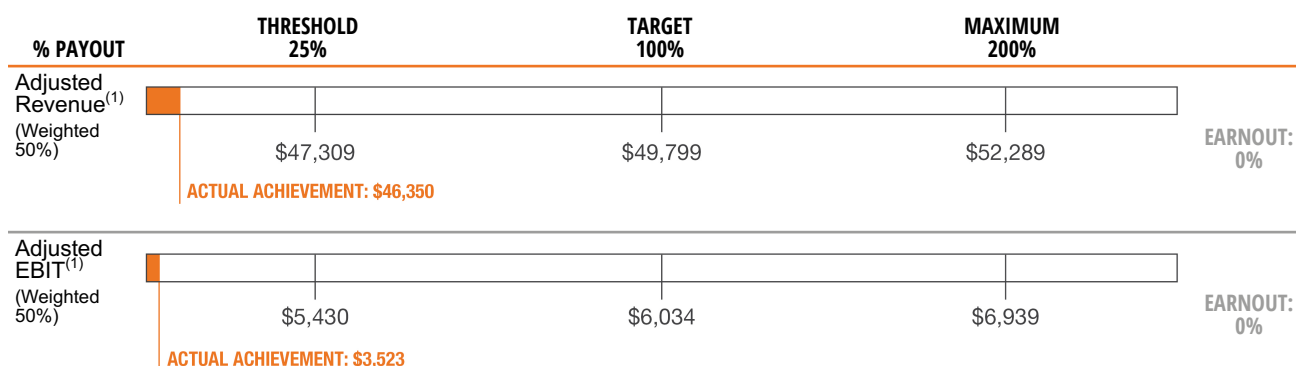 % PAYOUT
THRESHOLD
25%
TARGET
100%
MAXIMUM
200%
Adjusted
Revenue(1)
(Weighted
50%)
$47,309
$49,799
$52,289
EARNOUT:
0%
ACTUAL ACHIEVEMENT: $46,350
Adjusted
EBIT(1)
(Weighted
50%)
$5,430
$6,034
$6,939
EARNOUT:
0%
ACTUAL ACHIEVEMENT: $3,523